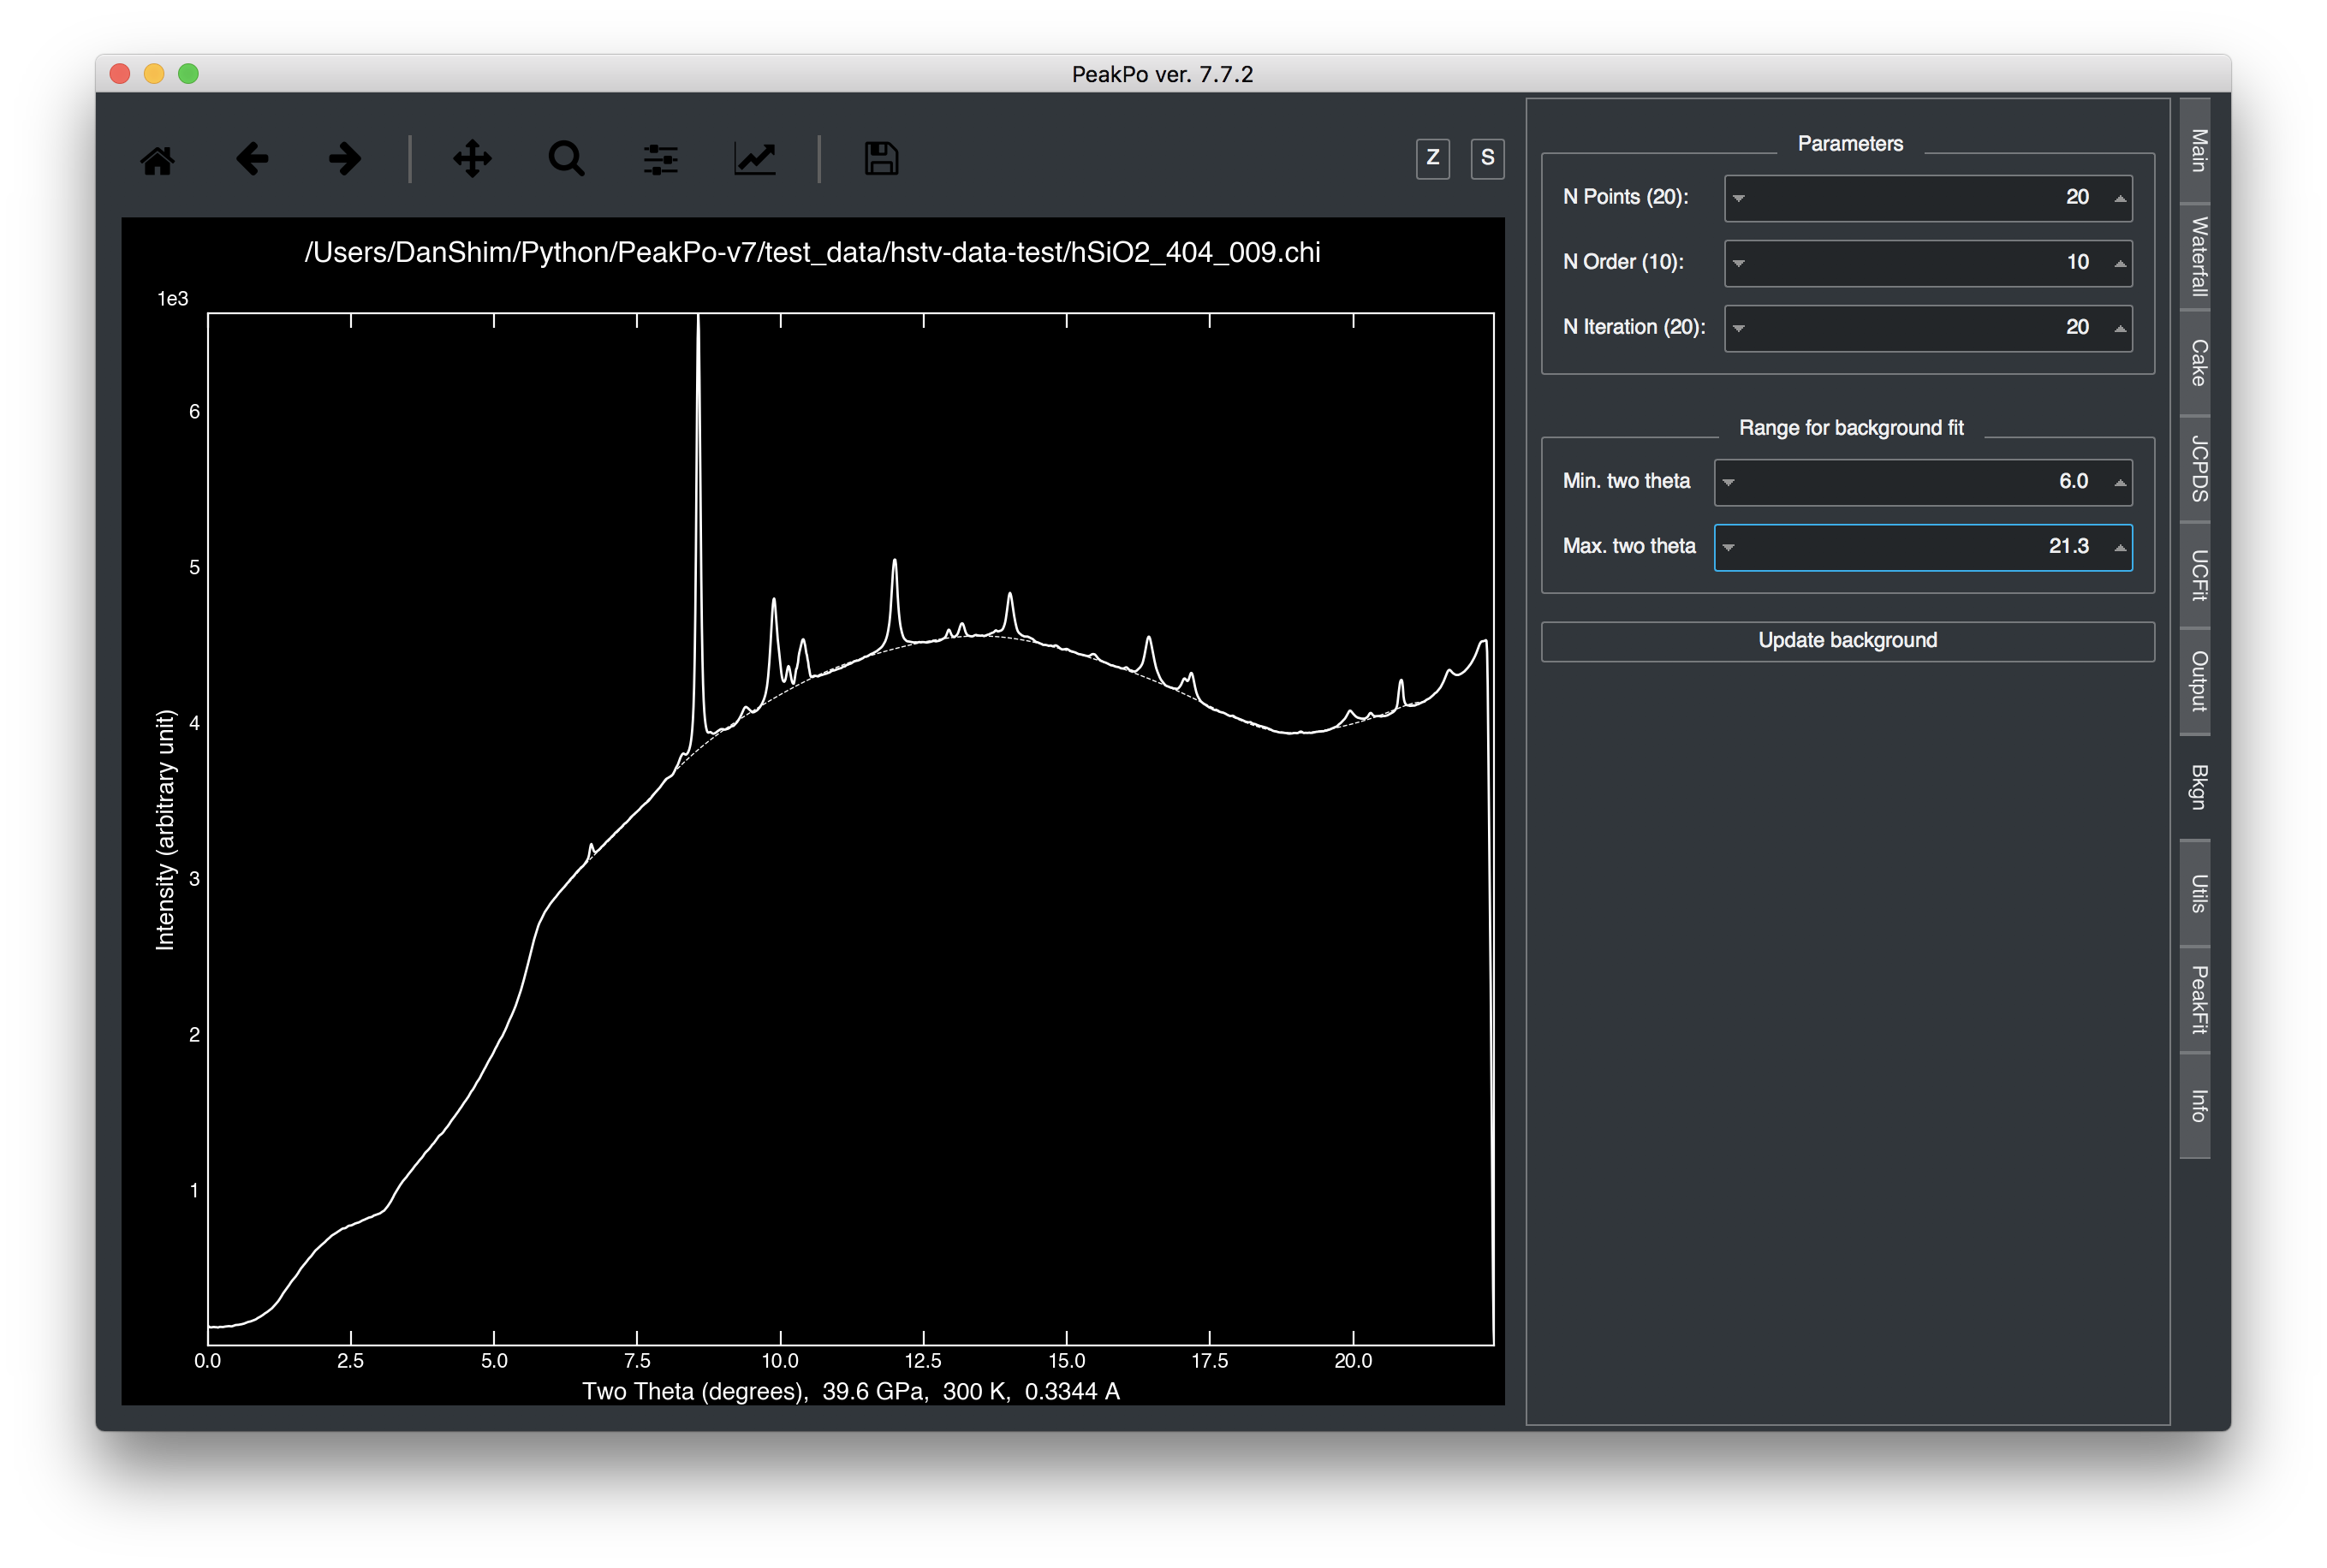 PeakPo ver. 7.7.2
Z S
/Users/DanShim/Python/PeakPo-v7/test_data/hstv-data-test/hSiO2_404_009.chi
1e3
6
5
4
3
2
1
Intensity (arbitrary unit)
0.0 2.5 5.0 7.5 10.0 12.5 15.0 17.5 20.0
Two Theta (degrees), 39.6 GPa, 300 K, 0.3344 A
Parameters
N Points (20): 20
N Order (10): 10
N Iteration (20): 20
Range for background fit
Min. two theta 6.0
Max. two theta 21.3
Update background
Main
Waterfall
Cake
JCPDS
UCFit
Output
Bkgn
Utils
PeakFit
Info